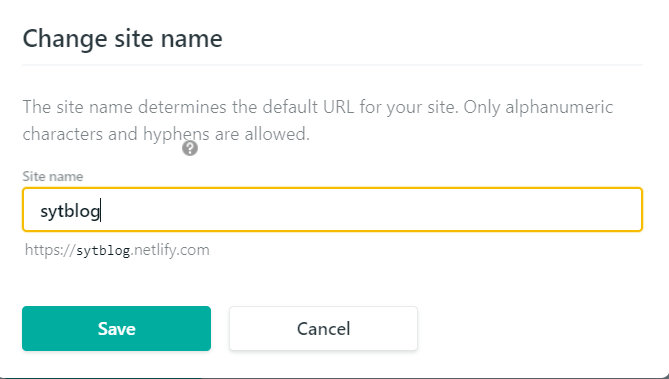 Change site name
The site name determines the default URL for your site. Only alphanumeric
characters and hyphens are allowed.
?
Site name
sytblog
https://sytblog.netlify.com
Save Cancel